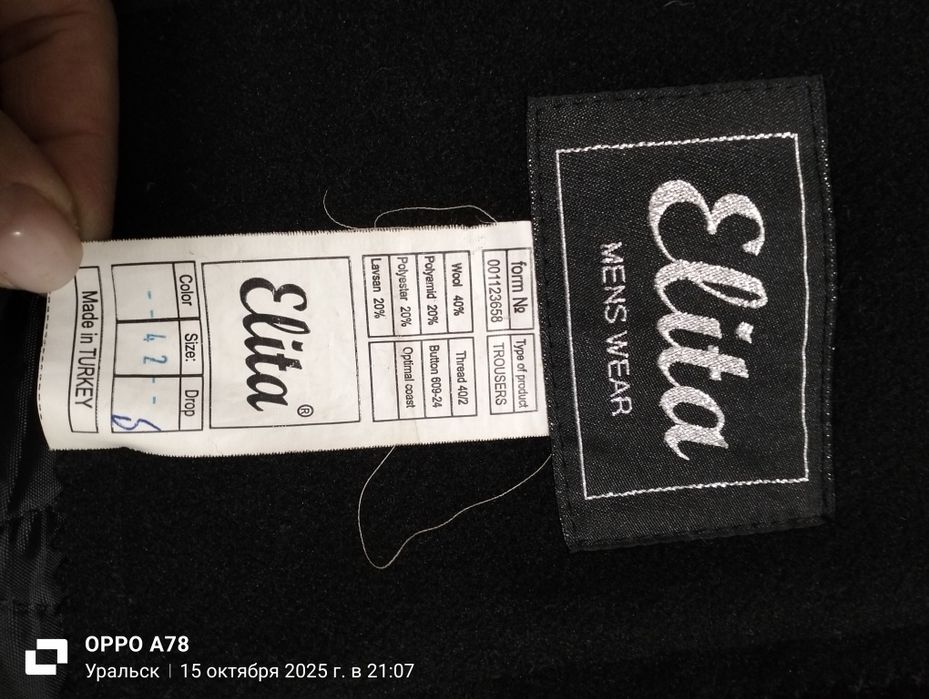 Elita
MENS WEAR
form № Type of product
001123658 TROUSERS
Wool 40% Thread 40/2
Polyamid 20% Button 609-24
Polyester 20% Optimal coast
Lavsan 20%
Elita ®
Color Size: Drop
- - 4 2 - -
Made in TURKEY
OPPO A78
Уральск | 15 октября 2025 г. в 21:07